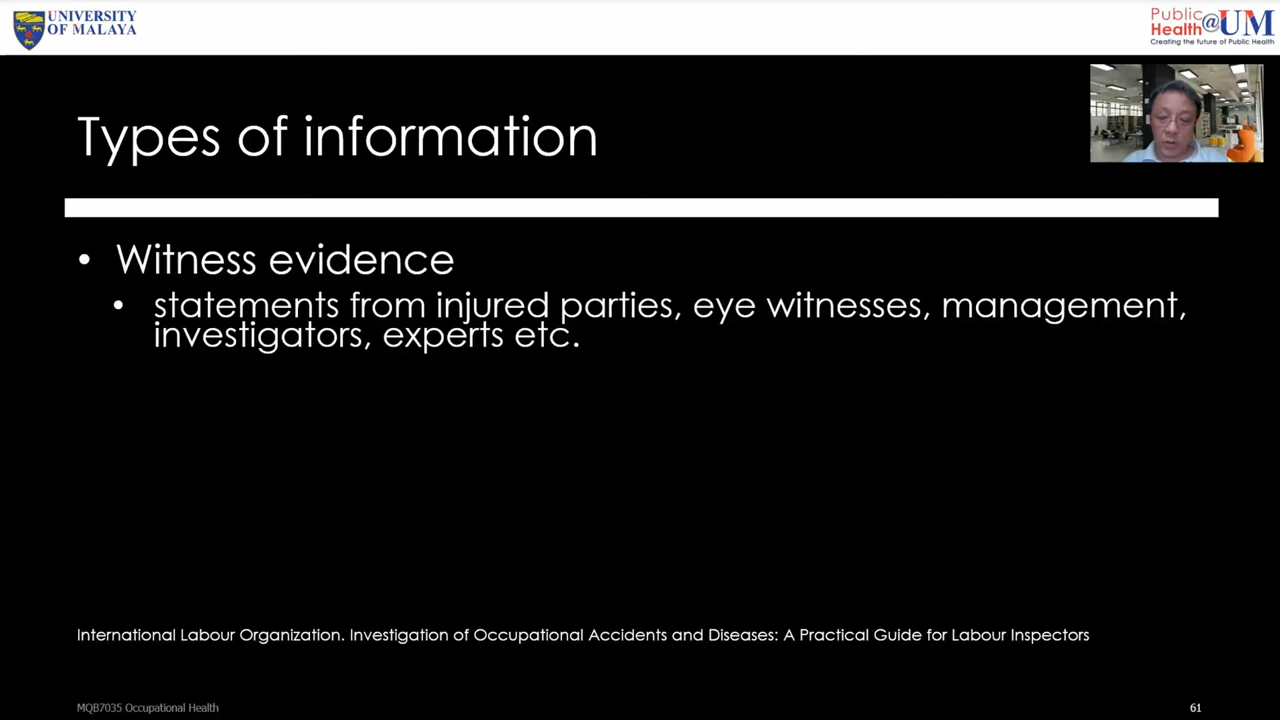 UNIVERSITY
OF MALAYA
Public
Health@UM
Creating the future of Public Health
Types of information
• Witness evidence
• statements from injured parties, eye witnesses, management,
investigators, experts etc.
International Labour Organization. Investigation of Occupational Accidents and Diseases: A Practical Guide for Labour Inspectors
MQB7035 Occupational Health
61